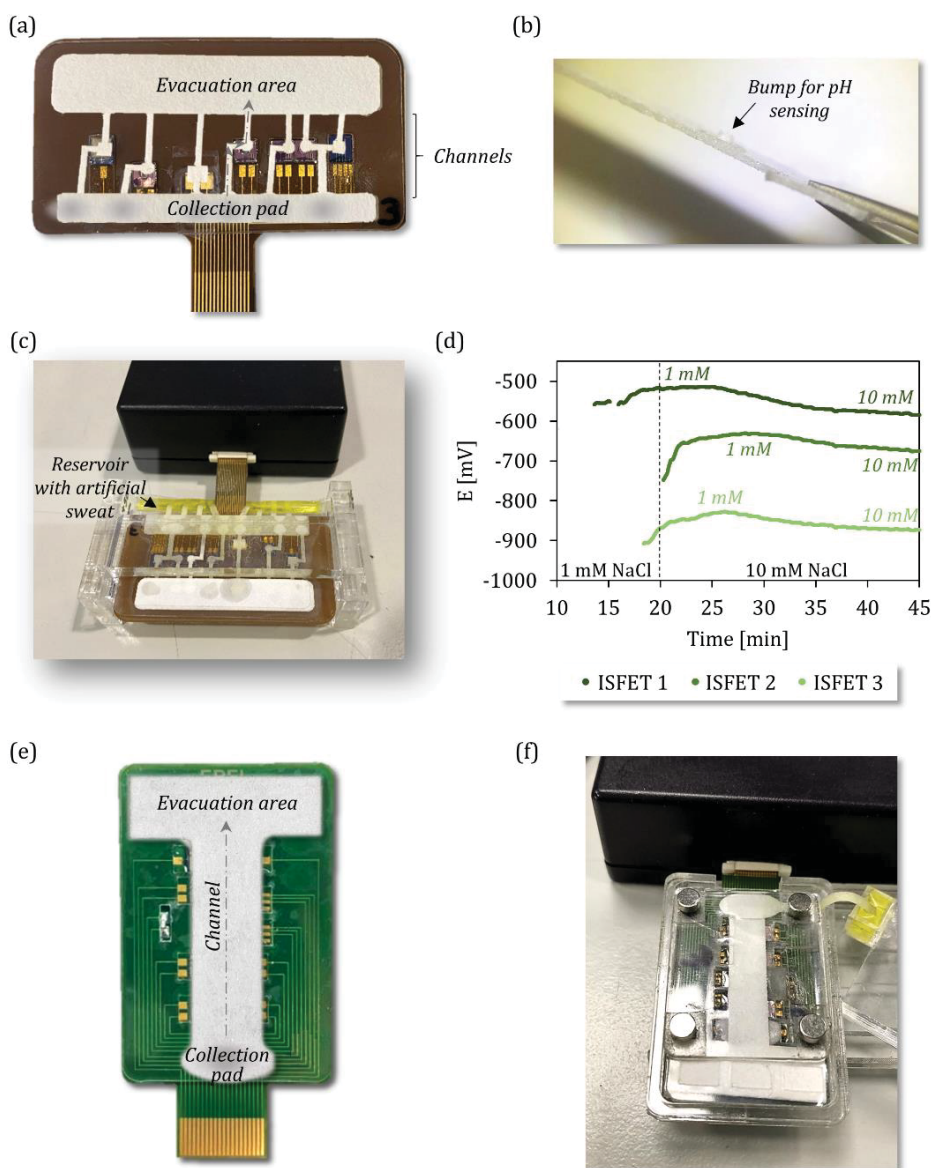 (a)
Evacuation area
Channels
Collection pad
3
(b)
Bump for pH
sensing
(c)
Reservoir
with artificial
sweat
(d)
E [mV]
-500
-600
-700
-800
-900
-1000
1 mM
10 mM
1 mM
10 mM
1 mM
10 mM
1 mM NaCl
10 mM NaCl
10 15 20 25 30 35 40 45
Time [min]
• ISFET 1 • ISFET 2 • ISFET 3
(e)
Evacuation area
Channel
Collection
pad
(f)